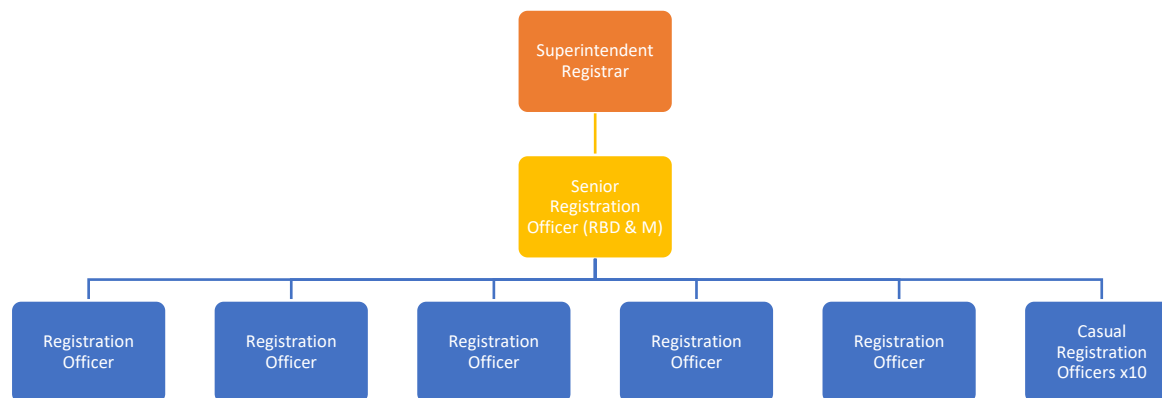 Superintendent
Registrar
Senior
Registration
Officer (RBD & M)
Registration
Officer
Registration
Officer
Registration
Officer
Registration
Officer
Registration
Officer
Casual
Registration
Officers x10